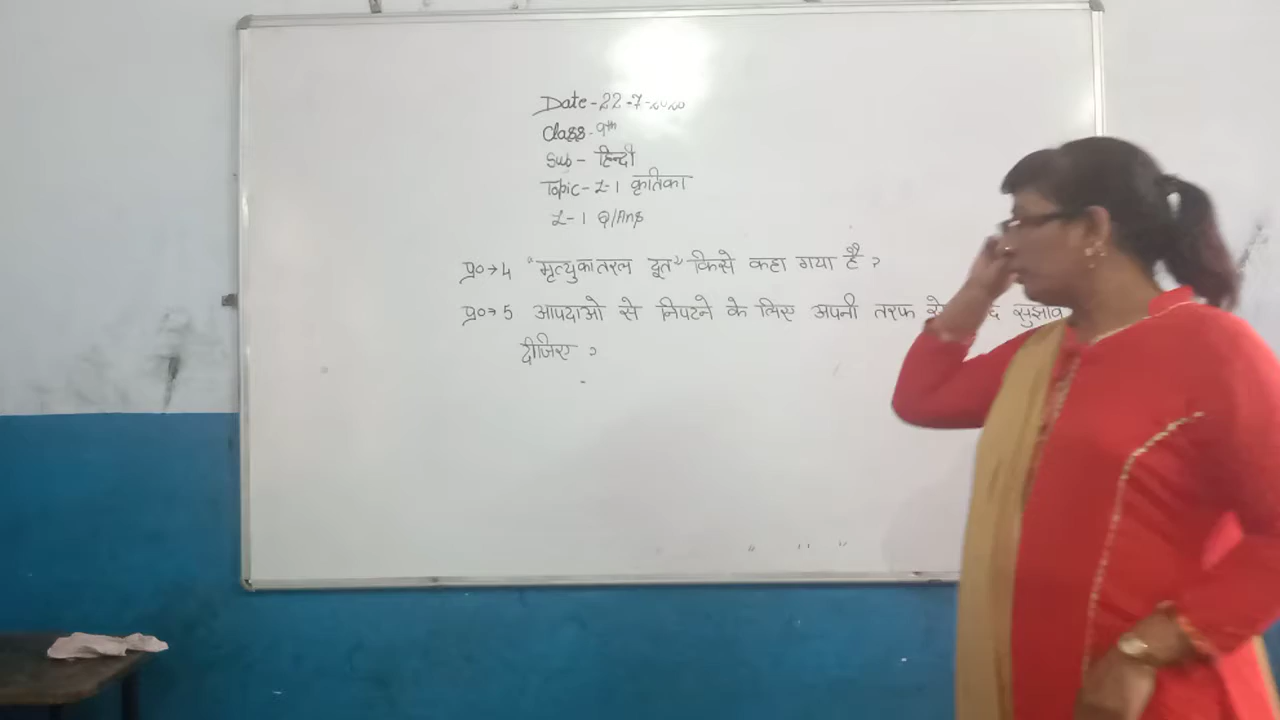 Date-22-7-2020
Class-9th
Sub- हिन्दी
Topic-L-1 कृतिका
L-1 Q/Ans
प्र०→4 "मृत्यु का तरल दूत" किसे कहा गया है?
प्र०→5 आपदाओ से निपटने के लिए अपनी तरफ से सुझाव
दीजिए?